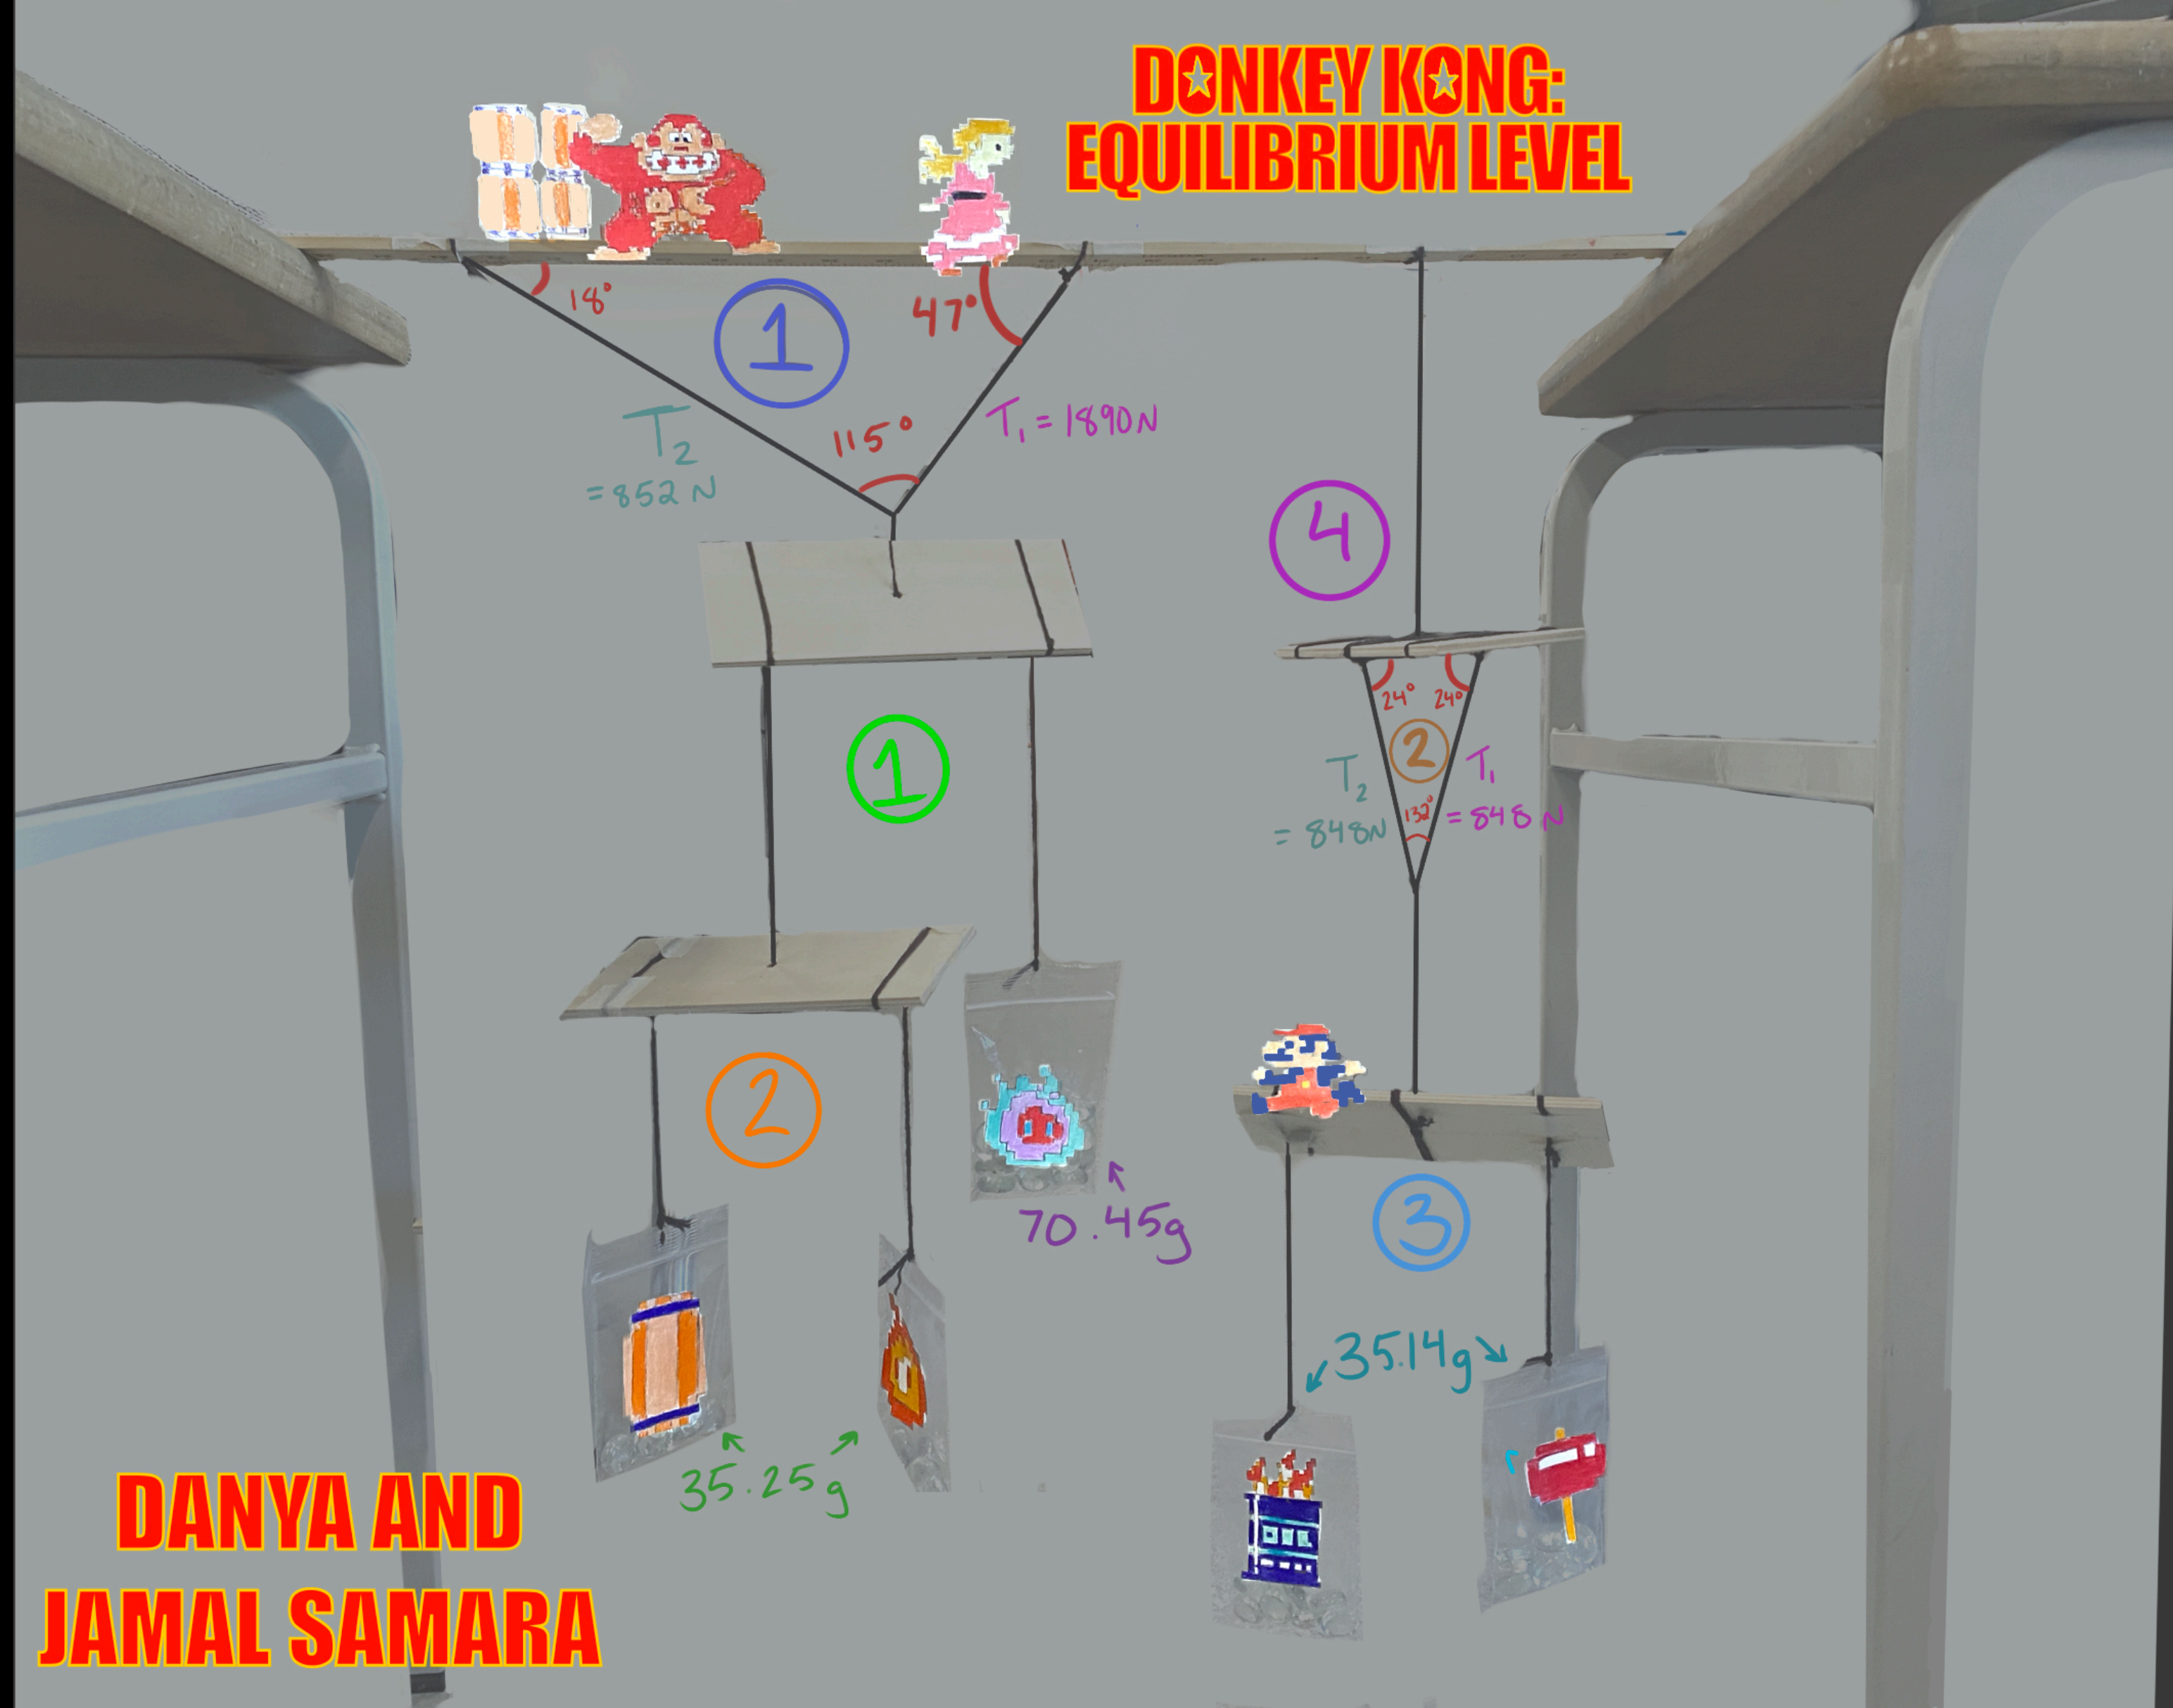 DONKEY KONG:
EQUILIBRIUM LEVEL
18°
1
47°
115°
T₂
= 852 N
T₁ = 1890N
4
24° 24°
2
T₂
= 848N
T₁
= 848 N
132°
1
2
70.45g
3
35.14g
35.25g
OIL
DANYA AND
JAMAL SAMARA